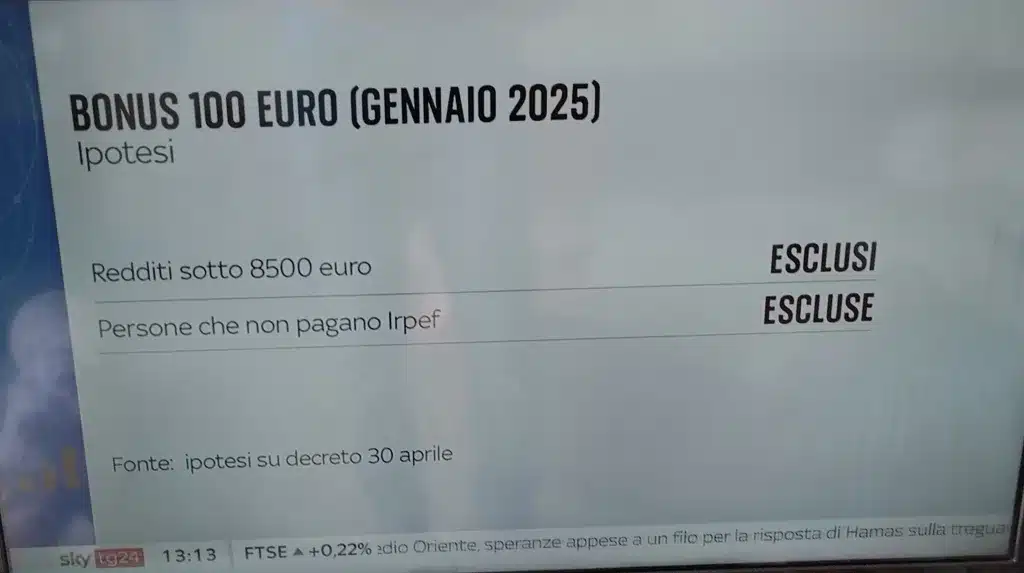 BONUS 100 EURO (GENNAIO 2025)
Ipotesi
Redditi sotto 8500 euro ESCLUSI
Persone che non pagano Irpef ESCLUSE
Fonte: ipotesi su decreto 30 aprile
sky tg24 13:13 FTSE ▲ +0,22% edio Oriente, speranze appese a un filo per la risposta di Hamas sulla tregua